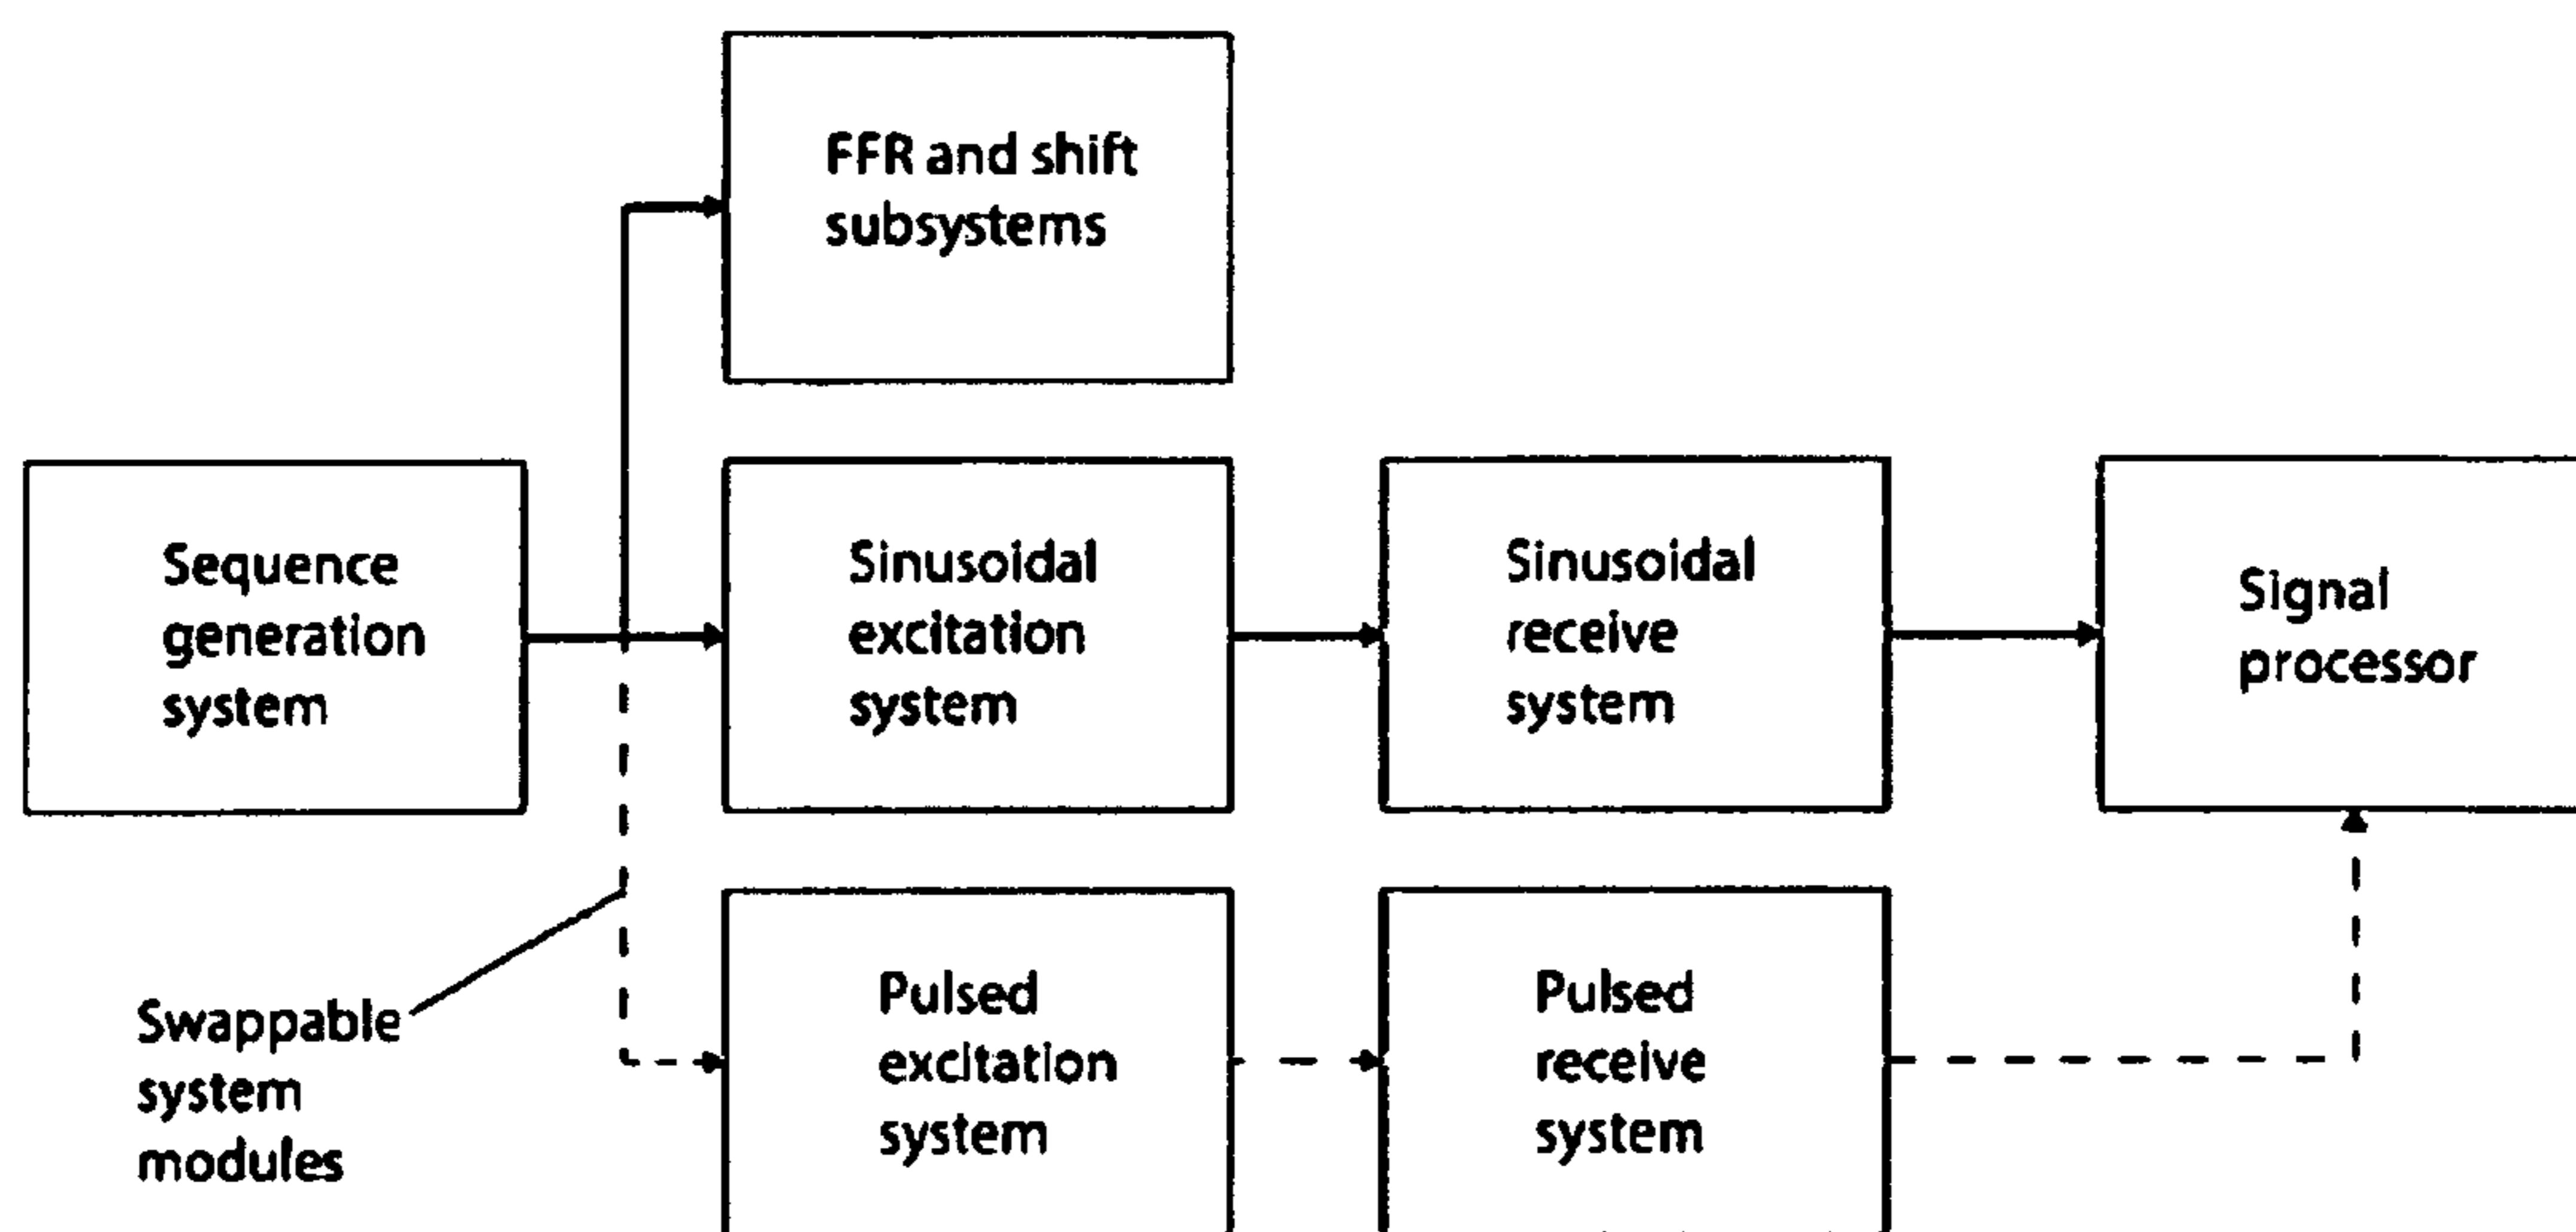 FFR and shift
subsystems
Sequence
generation
system
Sinusoidal
excitation
system
Sinusoidal
receive
system
Signal
processor
Swappable
system
modules
Pulsed
excitation
system
Pulsed
receive
system